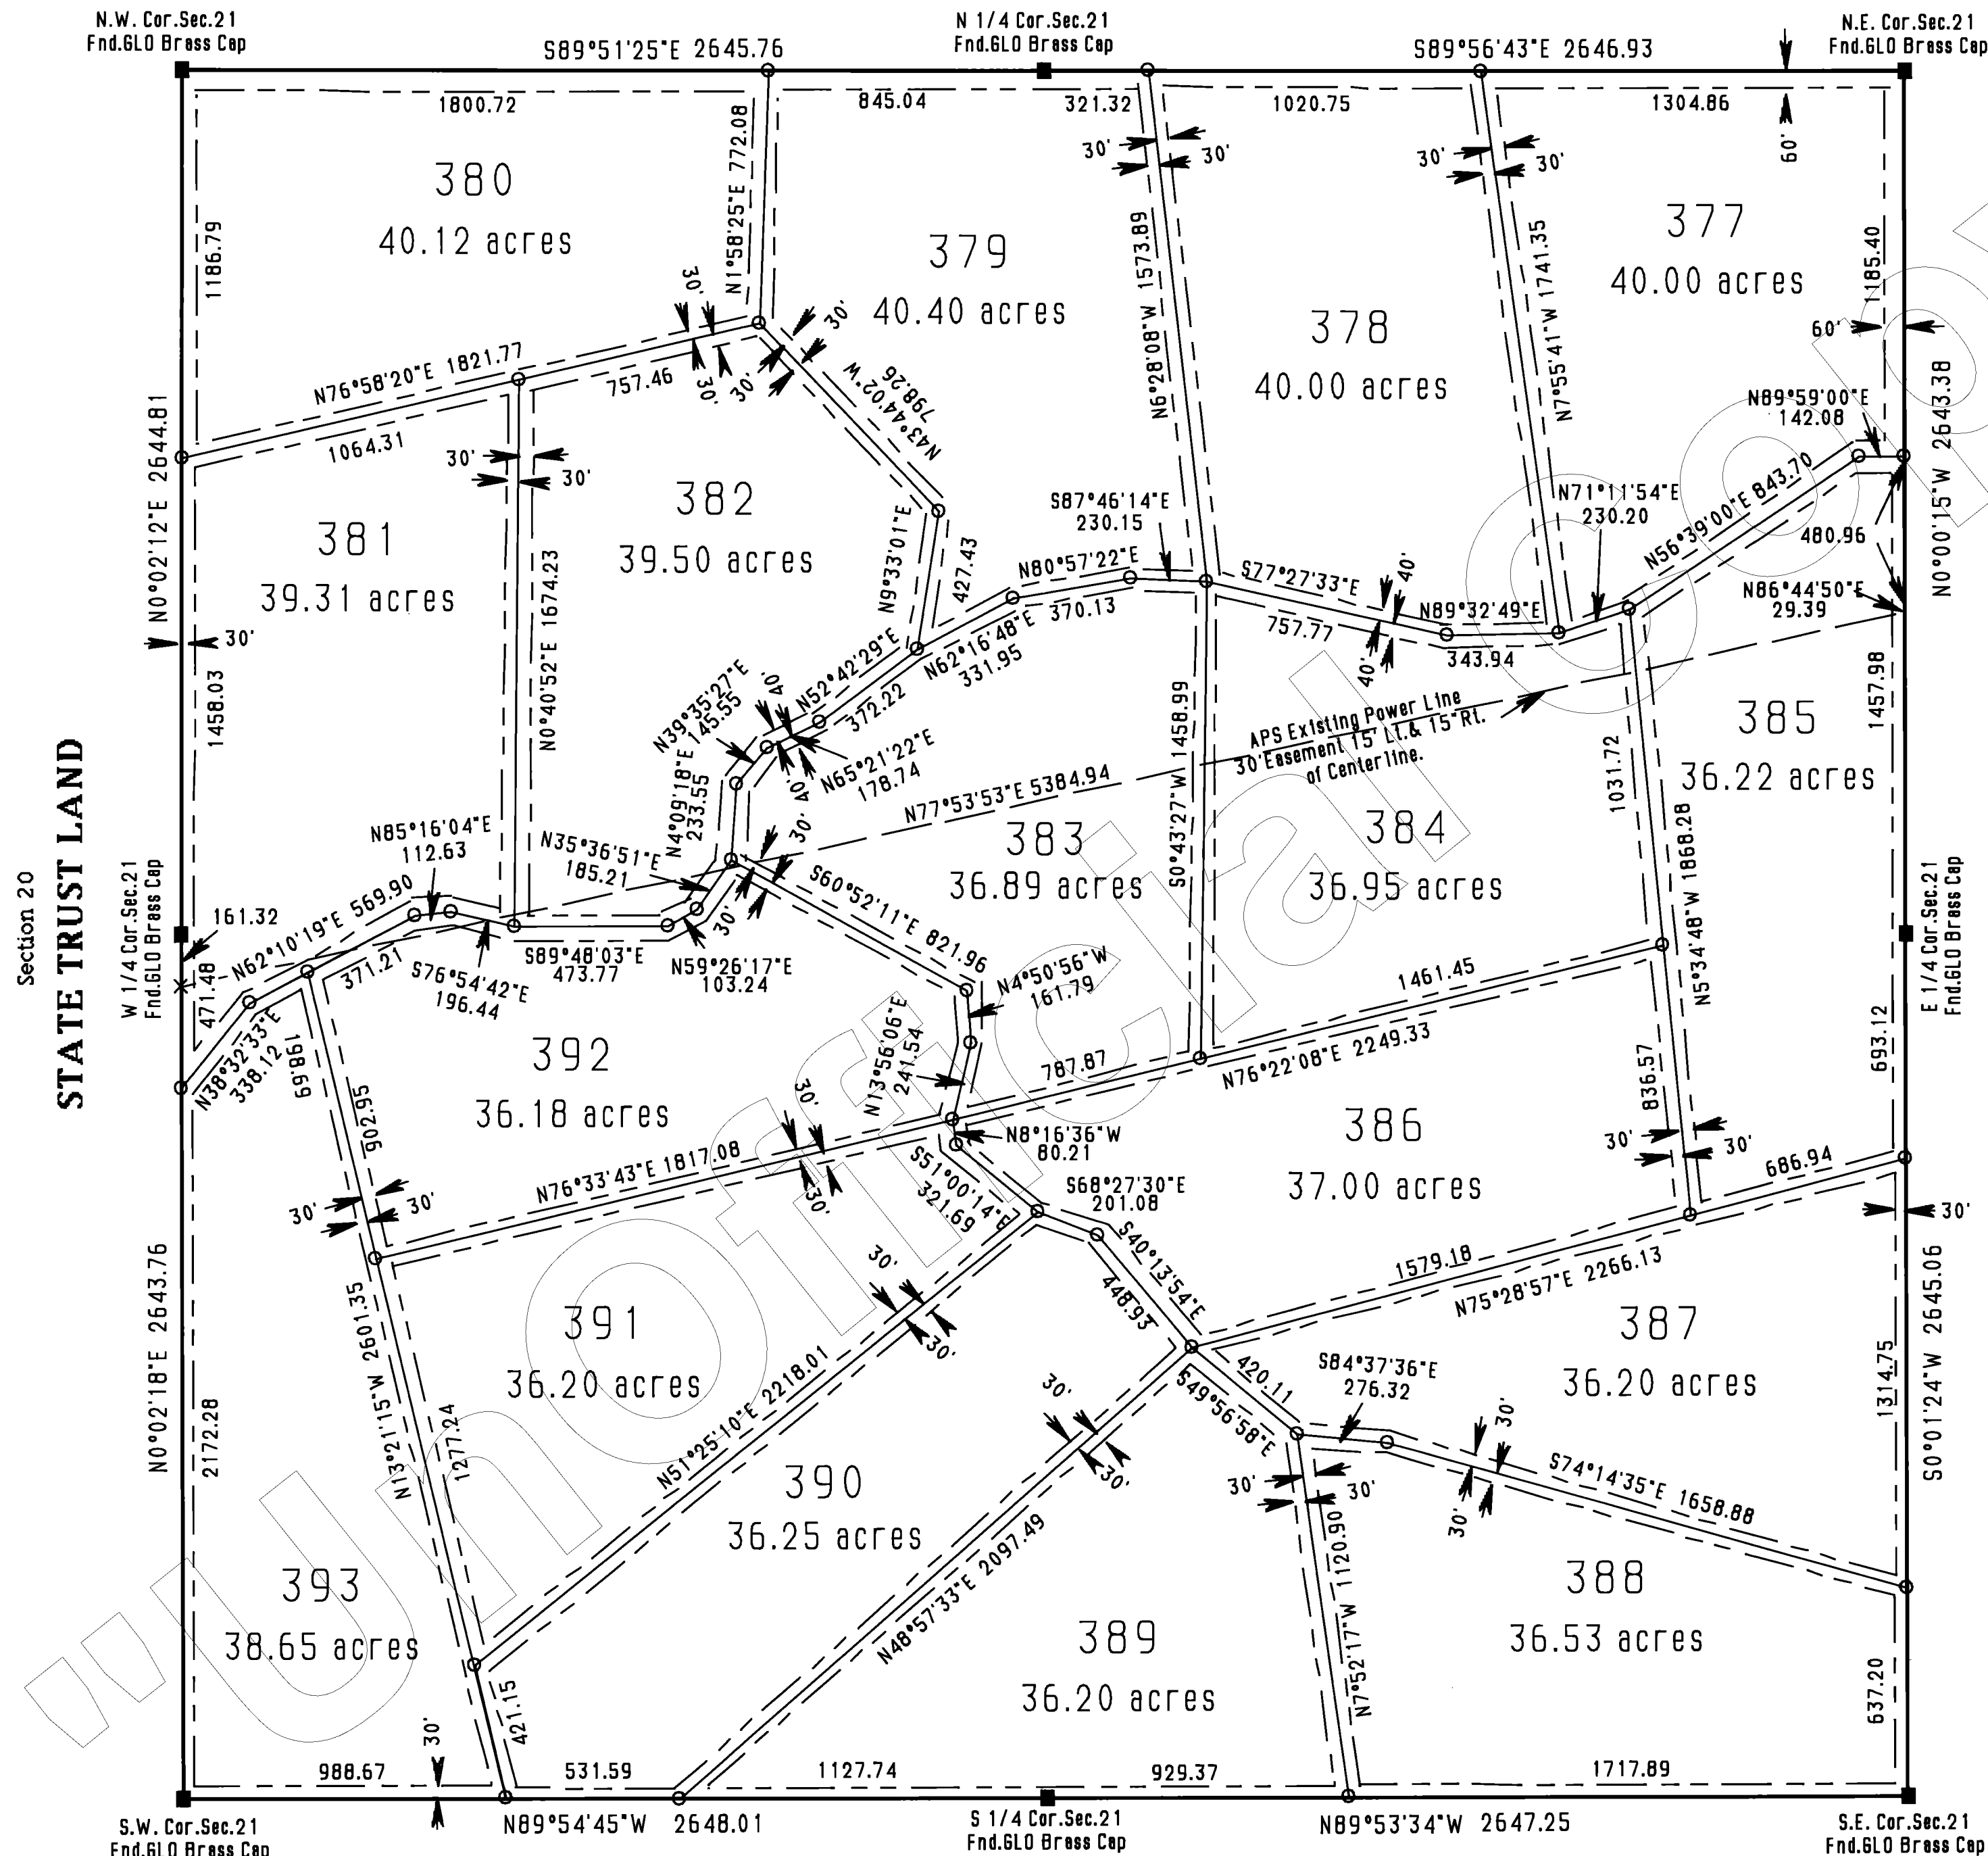 N.W. Cor.Sec.21
Fnd.GLO Brass Cap
N 1/4 Cor.Sec.21
Fnd.GLO Brass Cap
N.E. Cor.Sec.21
Fnd.GLO Brass Cap
S89°51'25"E 2645.76
S89°56'43"E 2646.93
1800.72
845.04
321.32
1020.75
1304.86
60'
30'
30'
30'
30'
N1°58'25"E 772.08
380
40.12 acres
379
40.40 acres
377
40.00 acres
378
40.00 acres
1186.79
N6°28'08"W 1573.89
N7°55'41"W 1741.35
1185.40
60'
30'
30'
30'
30'
N76°58'20"E 1821.77
757.46
1064.31
N43°44'02"W
798.26
N89°59'00"E
142.08
N0°02'12"E 2644.81
N0°00'15"W 2643.38
30'
30'
382
39.50 acres
381
39.31 acres
S87°46'14"E
230.15
N71°11'54"E
230.20
N56°39'00"E 843.70
480.96
N9°33'01"E
427.43
N80°57'22"E
370.13
S77°27'33"E
757.77
40'
40'
N89°32'49"E
343.94
N86°44'50"E
29.39
30'
N62°16'48"E
331.95
N0°40'52"E 1674.23
1458.03
N52°42'29"E
372.22
N39°35'27"E
145.55
40'
40'
N65°21'22"E
178.74
S0°43'27"W 1458.99
APS Existing Power Line
30'Easement 15' Lt.& 15'Rt.
of Centerline.
1031.72
1457.98
385
36.22 acres
N77°53'53"E 5384.94
N4°09'18"E
233.55
383
36.89 acres
384
36.95 acres
N85°16'04"E
112.63
N35°36'51"E
185.21
30'
30'
S60°52'11"E 821.96
N5°34'48"W 1868.28
Section 20
STATE TRUST LAND
W 1/4 Cor.Sec.21
Fnd.GLO Brass Cap
E 1/4 Cor.Sec.21
Fnd.GLO Brass Cap
161.32
N62°10'19"E 569.90
371.21
S76°54'42"E
196.44
S89°48'03"E
473.77
N59°26'17"E
103.24
N4°50'56"W
161.79
1461.45
471.48
N38°32'33"E
338.12
198.69
902.95
392
36.18 acres
N13°56'06"E
241.54
787.87
N76°22'08"E 2249.33
836.57
693.12
30'
30'
N76°33'43"E 1817.08
N8°16'36"W
80.21
386
37.00 acres
30'
30'
686.94
30'
30'
S51°00'14"E
321.69
S68°27'30"E
201.08
S40°13'54"E
448.93
30'
N0°02'18"E 2643.76
N13°21'15"W 2601.35
1277.24
30'
30'
1579.18
N75°28'57"E 2266.13
S0°01'24"W 2645.06
391
36.20 acres
387
36.20 acres
1314.75
2172.28
N51°25'10"E 2218.01
30'
30'
420.11
S49°56'58"E
S84°37'36"E
276.32
30'
30'
390
36.25 acres
30'
30'
S74°14'35"E 1658.88
N48°57'33"E 2097.49
N7°52'17"W 1120.90
393
38.65 acres
389
36.20 acres
388
36.53 acres
637.20
421.15
30'
988.67
531.59
1127.74
929.37
1717.89
S.W. Cor.Sec.21
Fnd.GLO Brass Cap
N89°54'45"W 2648.01
S 1/4 Cor.Sec.21
Fnd.GLO Brass Cap
N89°53'34"W 2647.25
S.E. Cor.Sec.21
Fnd.GLO Brass Cap
"Unofficial Copy